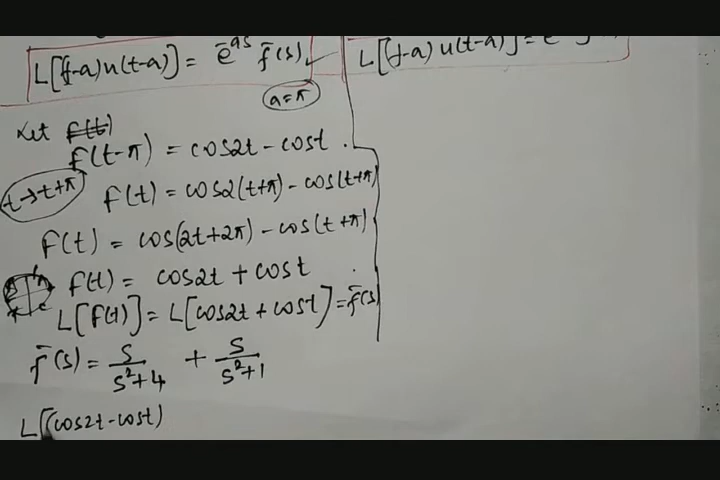 L[f(t-a) u(t-a)] = e^-as f̄(s)
L[f(t-a) u(t-a)] = e
a=π
Let f(t)
f(t-π) = cos2t - cost.
t→t+π
f(t) = cos2(t+π) - cos(t+π)
f(t) = cos(2t+2π) - cos(t+π)
f(t) = cos2t + cost
L[f(t)] = L[cos2t + cost] = f̄(s)
f̄(s) = s/(s²+4) + s/(s²+1)
L[(cos2t-cost)